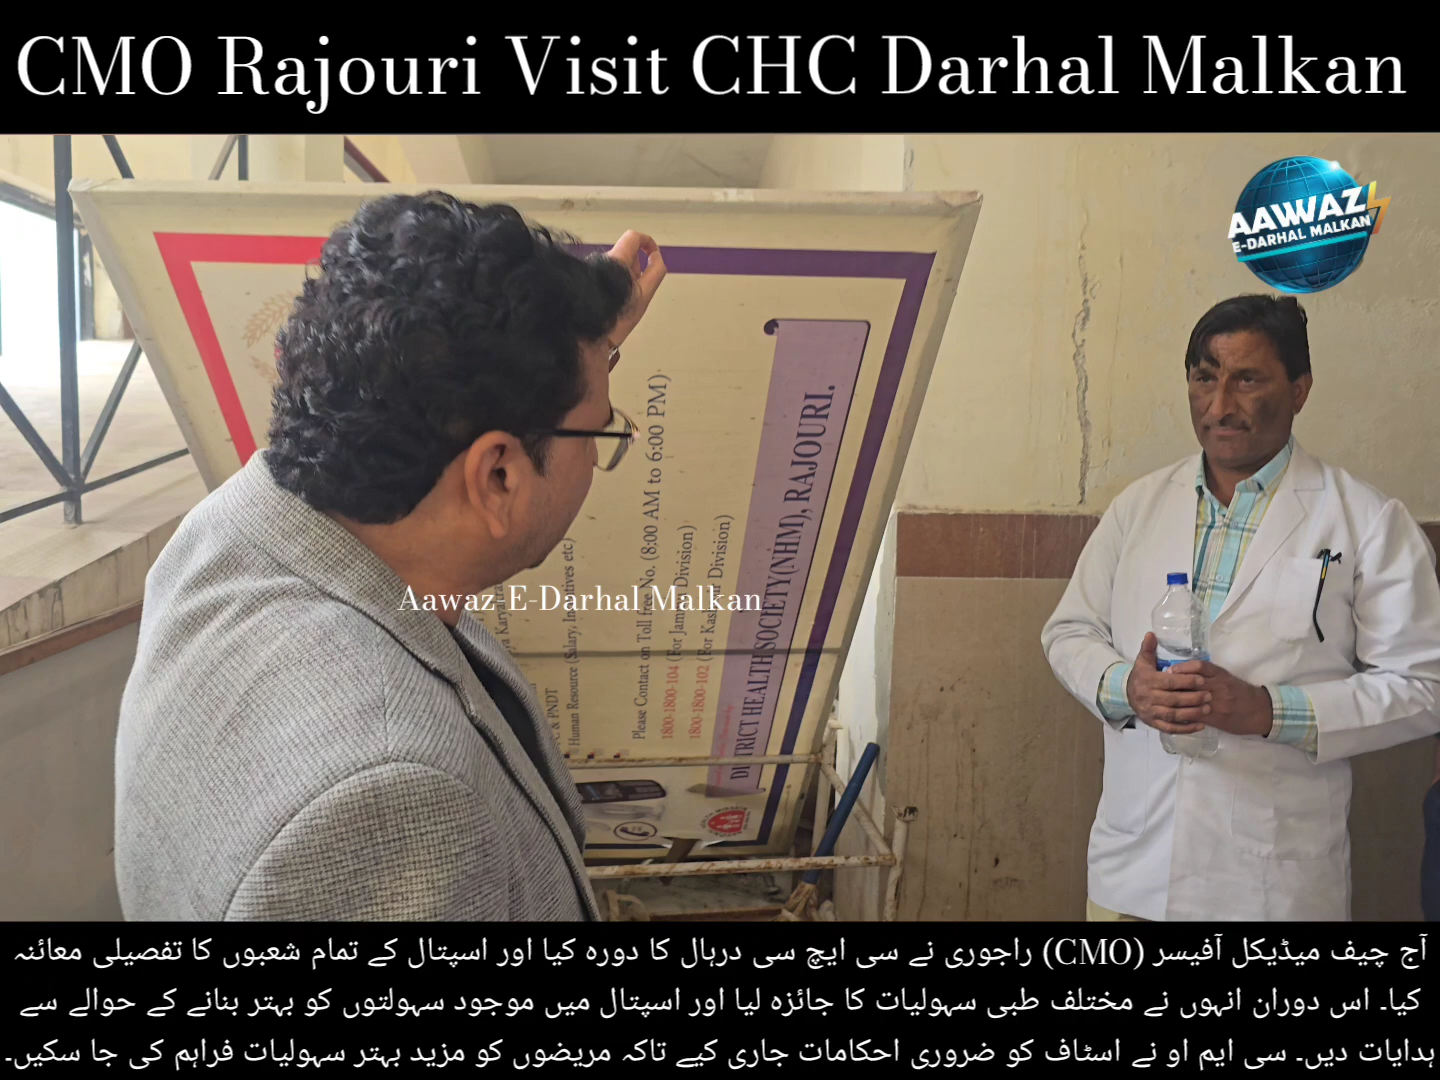 CMO Rajouri Visit CHC Darhal Malkan
AAWAZ
E-DARHAL MALKAN
Human Resource (Salary, Incentives etc)
Please Contact on Toll No. (8:00 AM to 6:00 PM)
1800-1800-104 (For Jammu Division)
1800-1800-102 (For Kashmir Division)
DISTRICT HEALTH SOCIETY(NHM), RAJOURI.
C & PNDT
Aawaz-E-Darhal Malkan
آج چیف میڈیکل آفیسر (CMO) راجوری نے سی ایچ سی درہال کا دورہ کیا اور اسپتال کے تمام شعبوں کا تفصیلی معائنہ
کیا۔ اس دوران انہوں نے مختلف طبی سہولیات کا جائزہ لیا اور اسپتال میں موجود سہولتوں کو بہتر بنانے کے حوالے سے
ہدایات دیں۔ سی ایم او نے اسٹاف کو ضروری احکامات جاری کیے تاکہ مریضوں کو مزید بہتر سہولیات فراہم کی جا سکیں۔